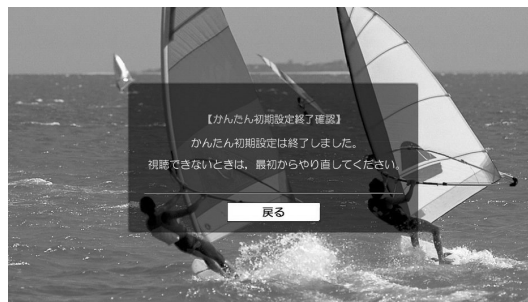 【かんたん初期設定終了確認】
かんたん初期設定は終了しました。
視聴できないときは，最初からやり直してください。
戻る